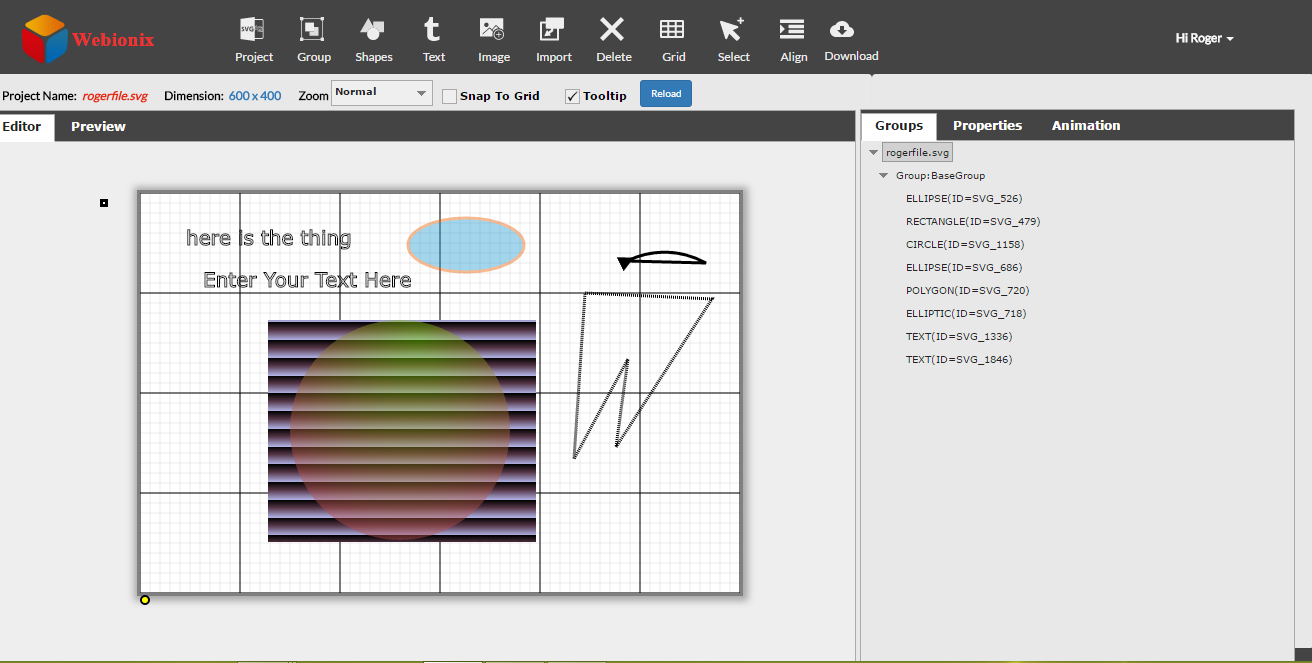 Webionix
SVG
Project Group Shapes Text Image Import Delete Grid Select Align Download
Hi Roger
Project Name: rogerfile.svg Dimension: 600 x 400 Zoom Normal Snap To Grid Tooltip Reload
Editor Preview
Groups Properties Animation
rogerfile.svg
Group:BaseGroup
ELLIPSE(ID=SVG_526)
RECTANGLE(ID=SVG_479)
CIRCLE(ID=SVG_1158)
ELLIPSE(ID=SVG_686)
POLYGON(ID=SVG_720)
ELLIPTIC(ID=SVG_718)
TEXT(ID=SVG_1336)
TEXT(ID=SVG_1846)
here is the thing
Enter Your Text Here